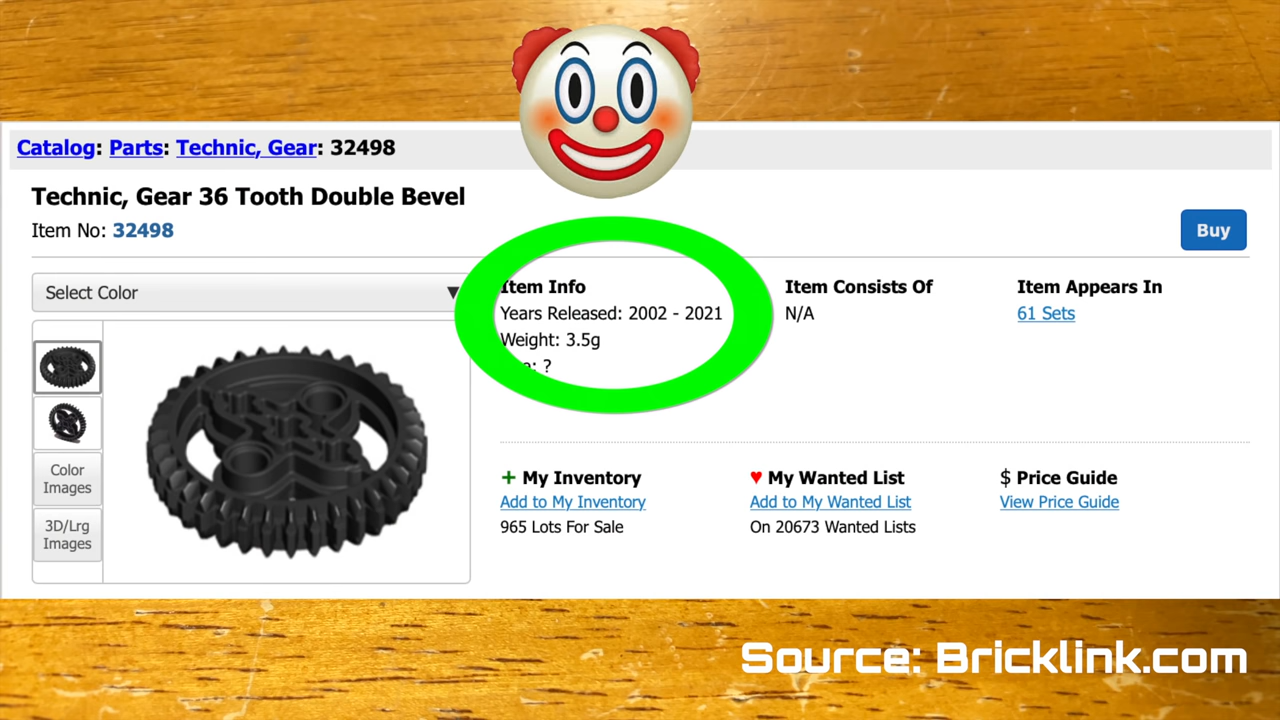 Catalog: Parts: Technic, Gear: 32498
Technic, Gear 36 Tooth Double Bevel
Item No: 32498
Buy
Select Color
Color
Images
3D/Lrg
Images
Item Info
Years Released: 2002 - 2021
Weight: 3.5g
?
Item Consists Of
N/A
Item Appears In
61 Sets
+ My Inventory
Add to My Inventory
965 Lots For Sale
♥ My Wanted List
Add to My Wanted List
On 20673 Wanted Lists
$ Price Guide
View Price Guide
Source: Bricklink.com